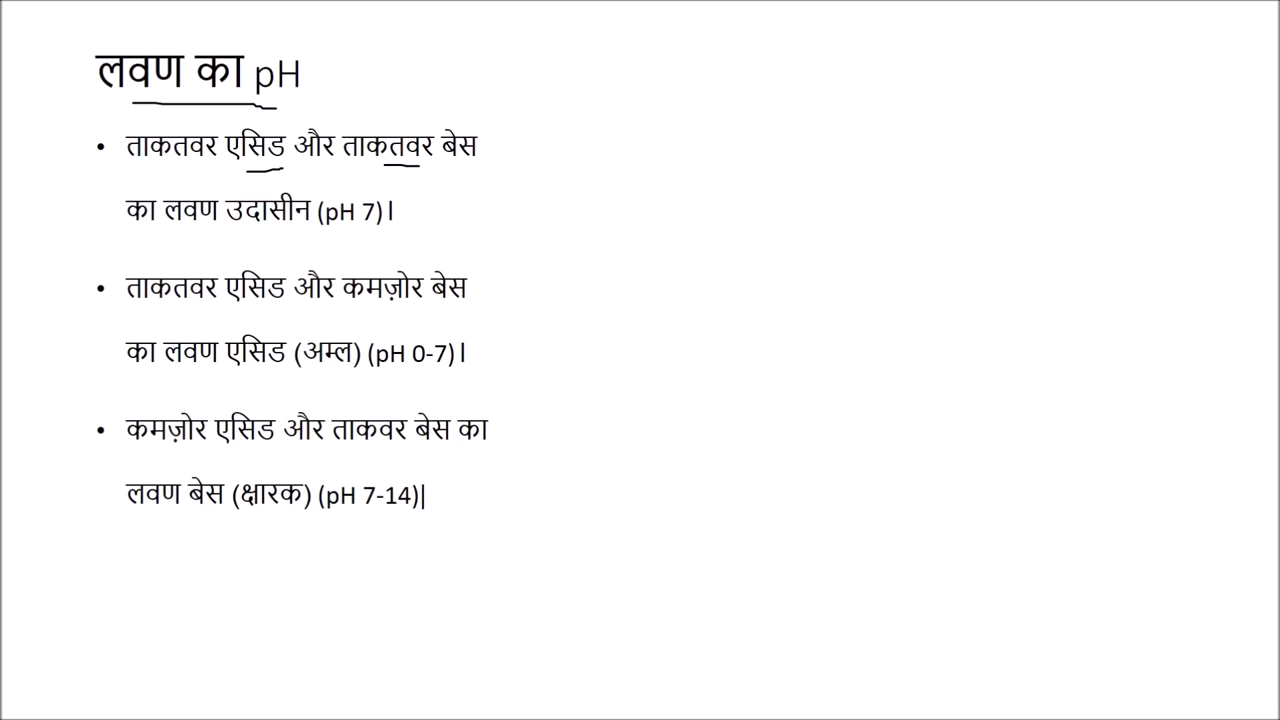 लवण का pH
• ताकतवर एसिड और ताकतवर बेस
का लवण उदासीन (pH 7)।
• ताकतवर एसिड और कमज़ोर बेस
का लवण एसिड (अम्ल) (pH 0-7)।
• कमज़ोर एसिड और ताकवर बेस का
लवण बेस (क्षारक) (pH 7-14)|